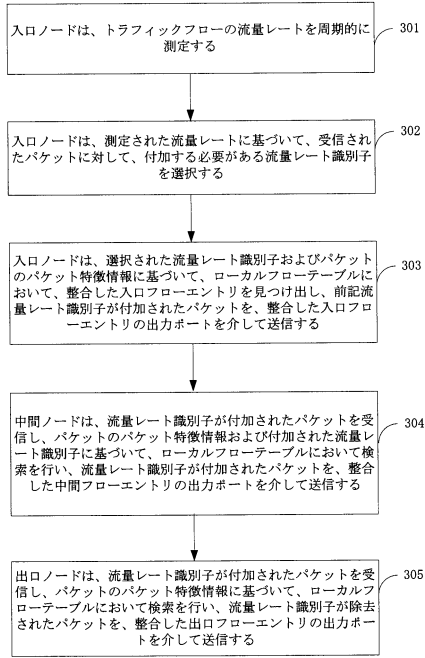 入口ノードは、トラフィックフローの流量レートを周期的に
測定する
301
入口ノードは、測定された流量レートに基づいて、受信され
たパケットに対して、付加する必要がある流量レート識別子
を選択する
302
入口ノードは、選択された流量レート識別子およびパケット
のパケット特徴情報に基づいて、ローカルフローテーブルに
おいて、整合した入口フローエントリを見つけ出し、前記流
量レート識別子が付加されたパケットを、整合した入口フロ
ーエントリの出力ポートを介して送信する
303
中間ノードは、流量レート識別子が付加されたパケットを受
信し、パケットのパケット特徴情報および付加された流量レ
ート識別子に基づいて、ローカルフローテーブルにおいて検
索を行い、流量レート識別子が付加されたパケットを、整合
した中間フローエントリの出力ポートを介して送信する
304
出口ノードは、流量レート識別子が付加されたパケットを受
信し、パケットのパケット特徴情報に基づいて、ローカルフ
ローテーブルにおいて検索を行い、流量レート識別子が除去
されたパケットを、整合した出口フローエントリの出力ポー
トを介して送信する
305